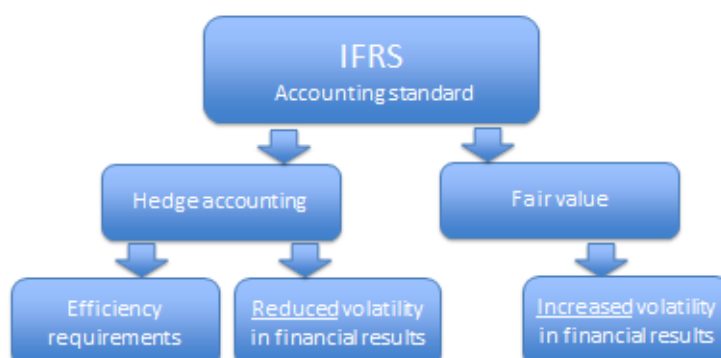 IFRS
Accounting standard
Hedge accounting
Fair value
Efficiency
requirements
Reduced volatility
in financial results
Increased volatility
in financial results